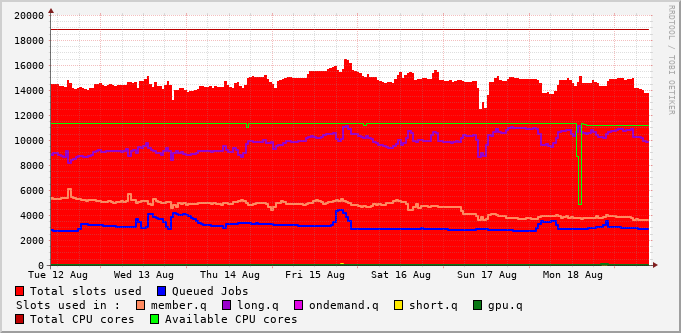 20000
18000
16000
14000
12000
10000
8000
6000
4000
2000
0
Tue 12 Aug Wed 13 Aug Thu 14 Aug Fri 15 Aug Sat 16 Aug Sun 17 Aug Mon 18 Aug
Total slots used Queued Jobs
Slots used in : member.q long.q ondemand.q short.q gpu.q
Total CPU cores Available CPU cores
RRDTOOL / TOBI OETIKER